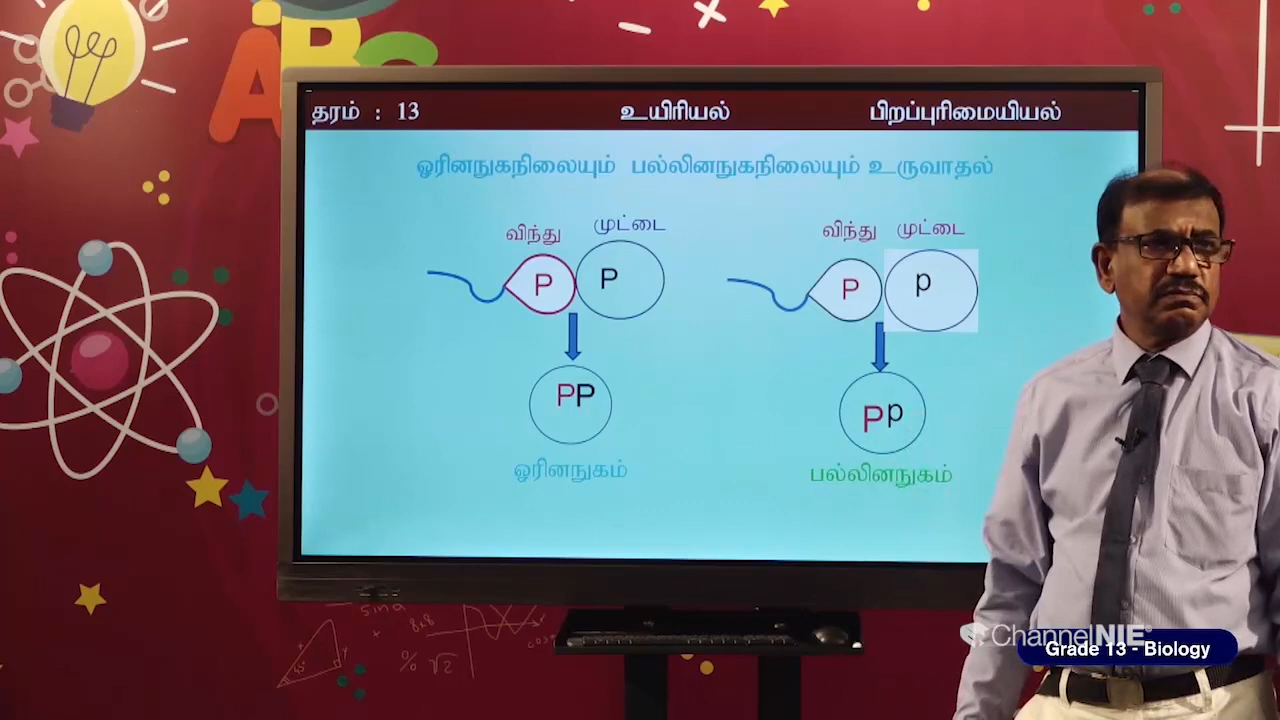 ABC
தரம் : 13 உயிரியல் பிறப்புரிமையியல்
ஓரினநுகநிலையும் பல்லினநுகநிலையும் உருவாதல்
விந்து முட்டை விந்து முட்டை
P P P p
PP Pp
ஓரினநுகம் பல்லினநுகம்
ChannelNIE
Grade 13 - Biology